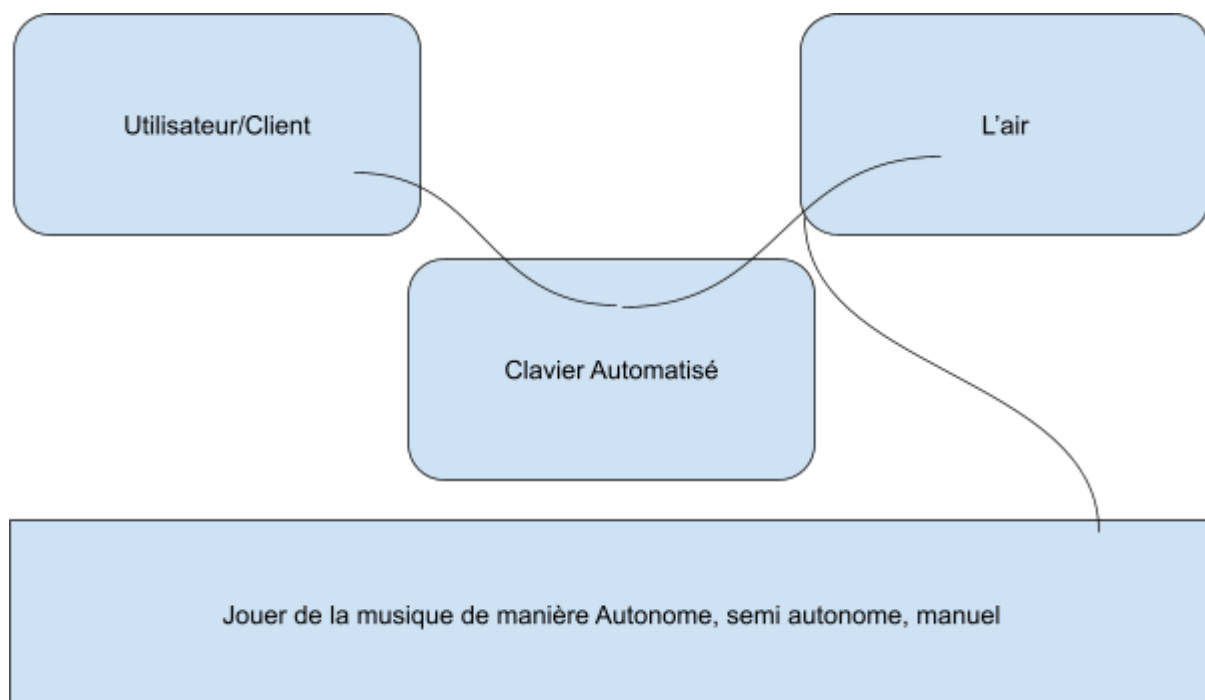 Utilisateur/Client
L'air
Clavier Automatisé
Jouer de la musique de manière Autonome, semi autonome, manuel